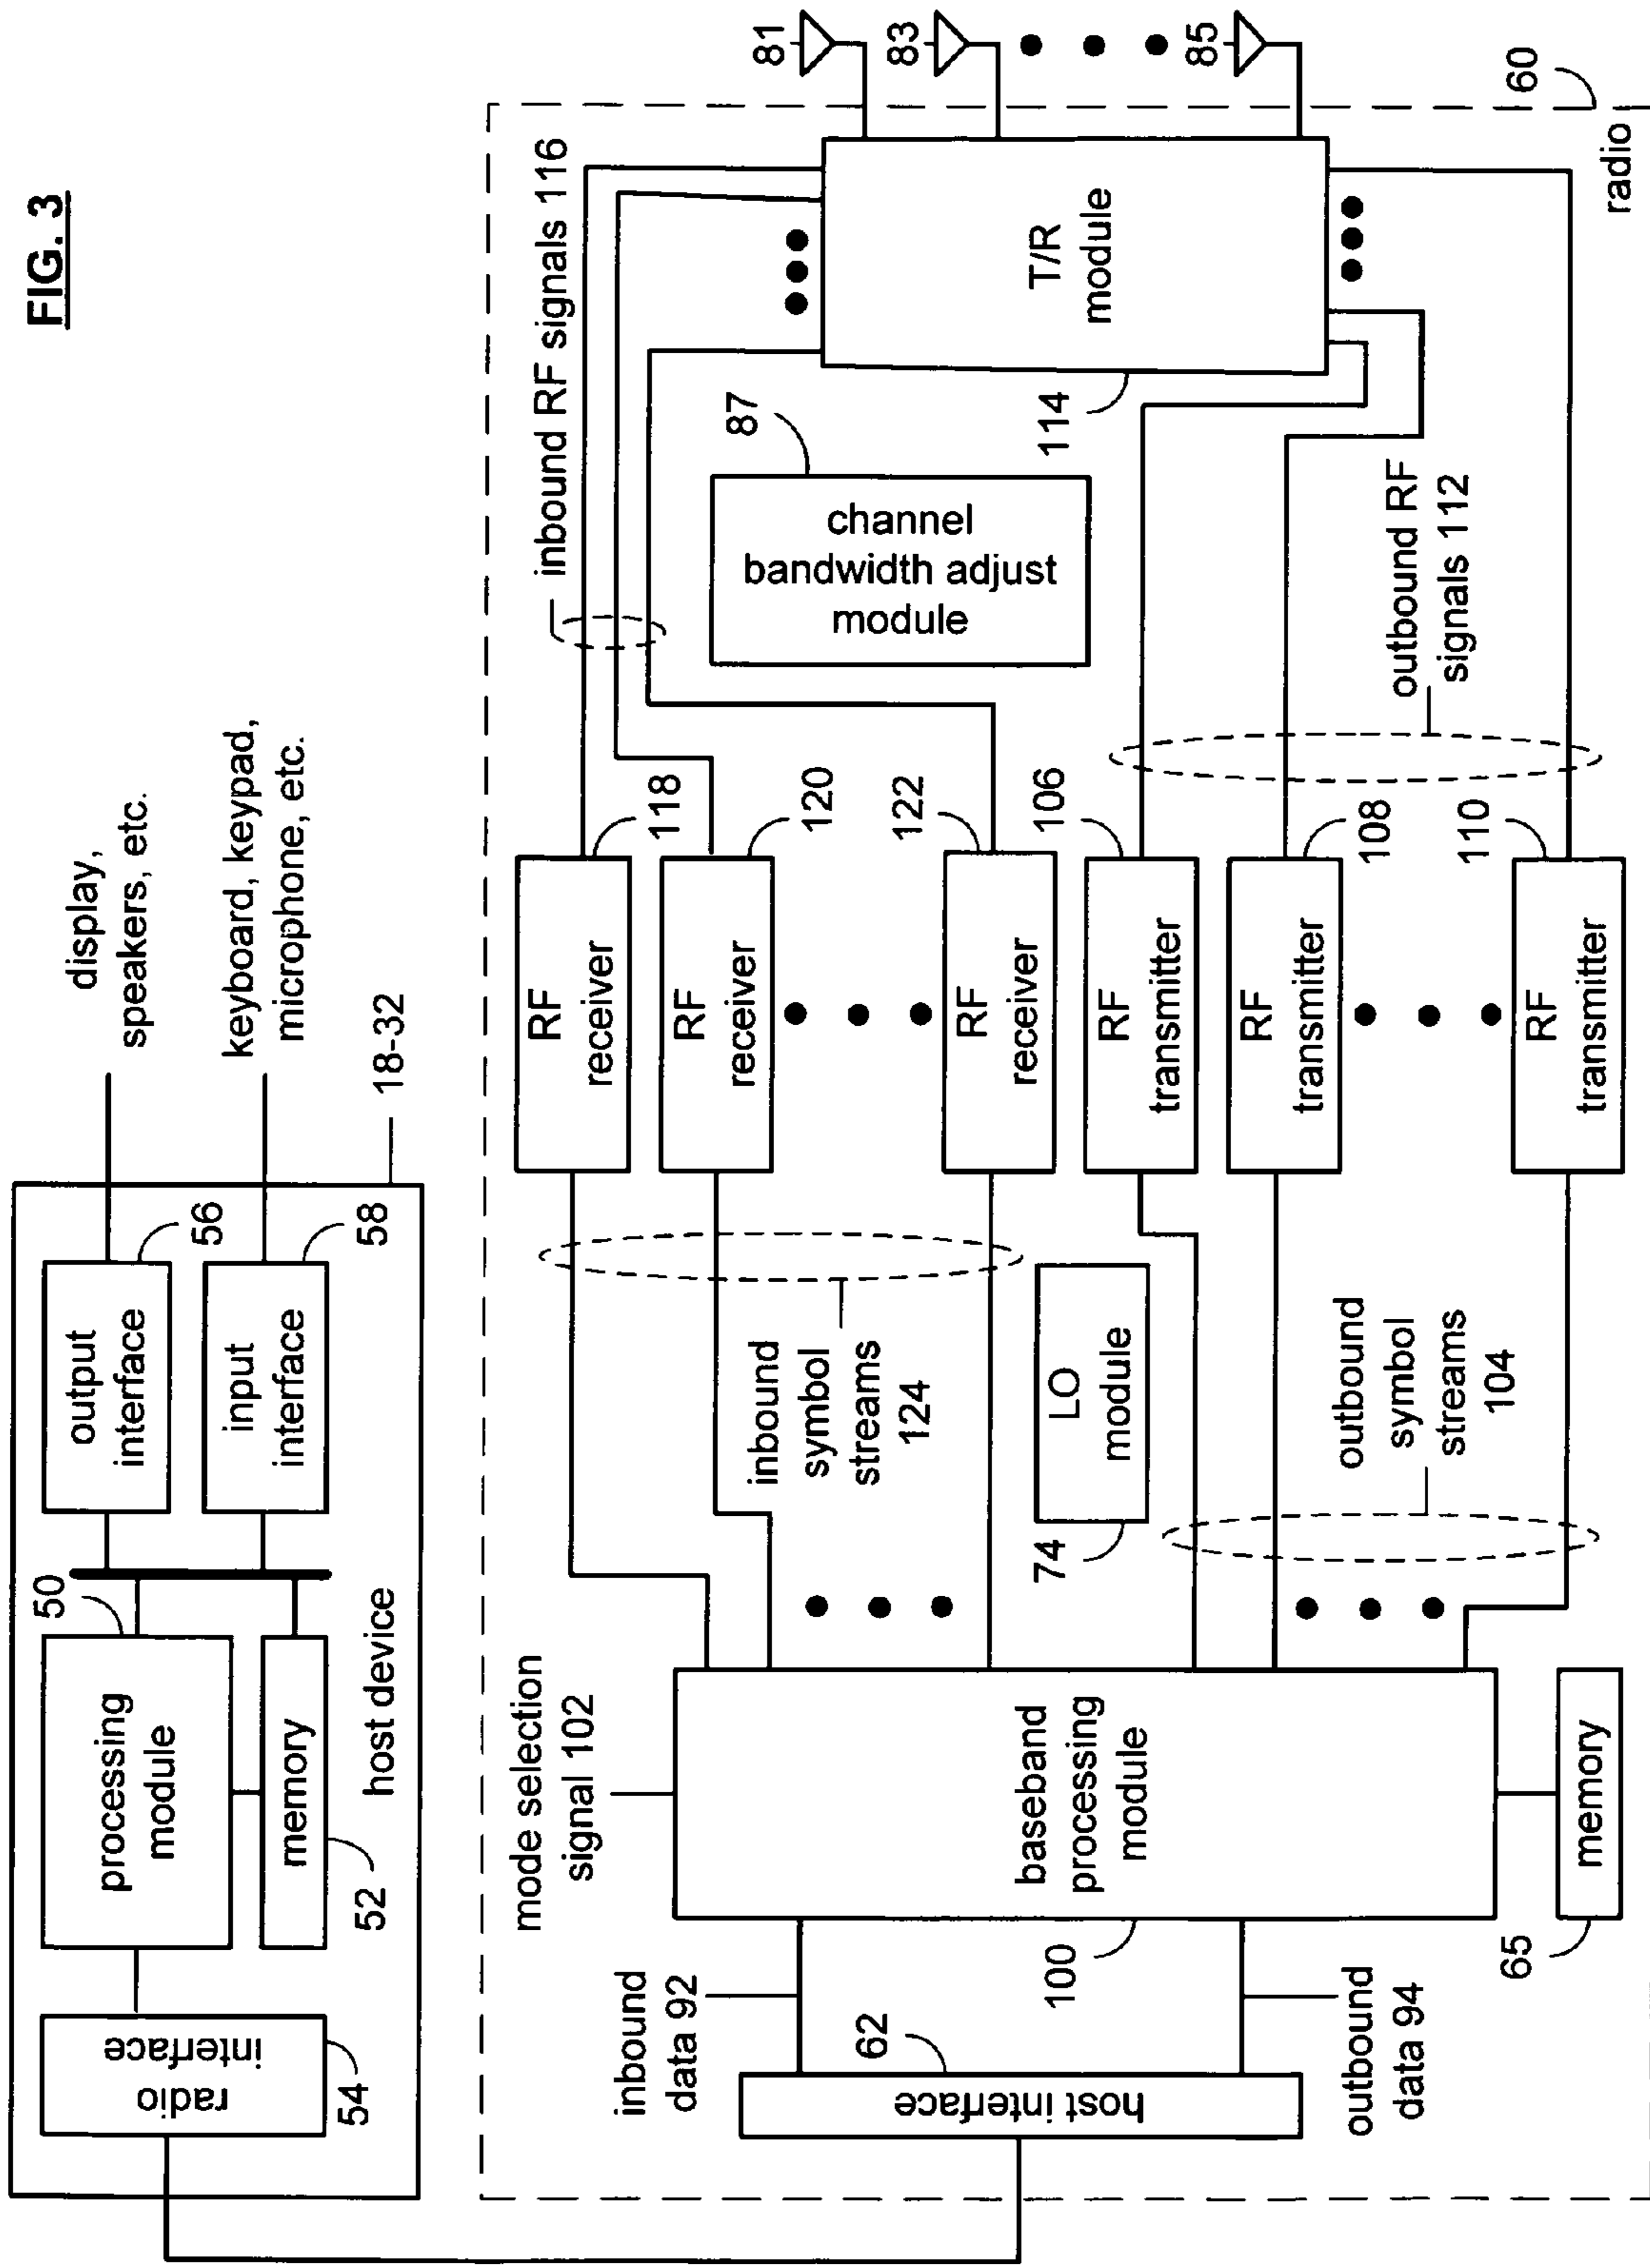 FIG. 3
display,
speakers, etc.
keyboard, keypad,
microphone, etc.
18-32
radio
interface
54
processing
module
50
memory
52
output
interface
56
input
interface
58
host device
mode selection
signal 102
inbound
data 92
62
host interface
outbound
data 94
100
baseband
processing
module
65
memory
inbound
symbol
streams
124
74
LO
module
outbound
symbol
streams
104
RF
receiver
118
RF
receiver
120
RF
receiver
122
RF
transmitter
106
RF
transmitter
108
RF
transmitter
110
inbound RF signals 116
87
channel
bandwidth adjust
module
outbound RF
signals 112
114
T/R
module
81
83
85
60
radio